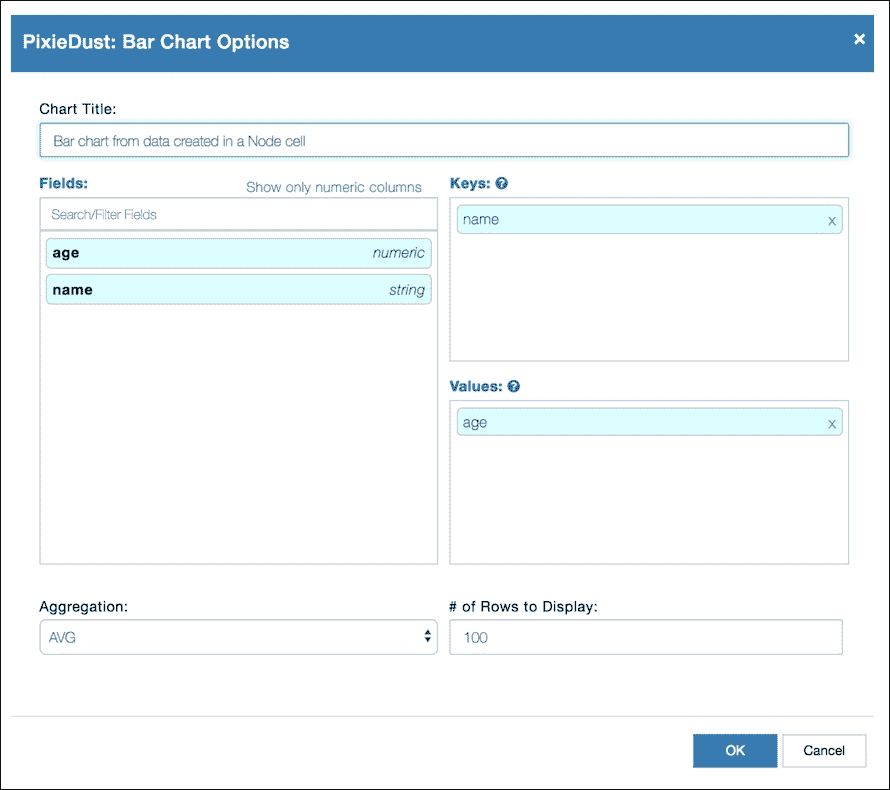 PixieDust: Bar Chart Options
×
Chart Title:
Bar chart from data created in a Node cell
Fields:
Show only numeric columns
Search/Filter Fields
age numeric
name string
Keys: ?
name x
Values: ?
age x
Aggregation:
AVG
# of Rows to Display:
100
OK
Cancel